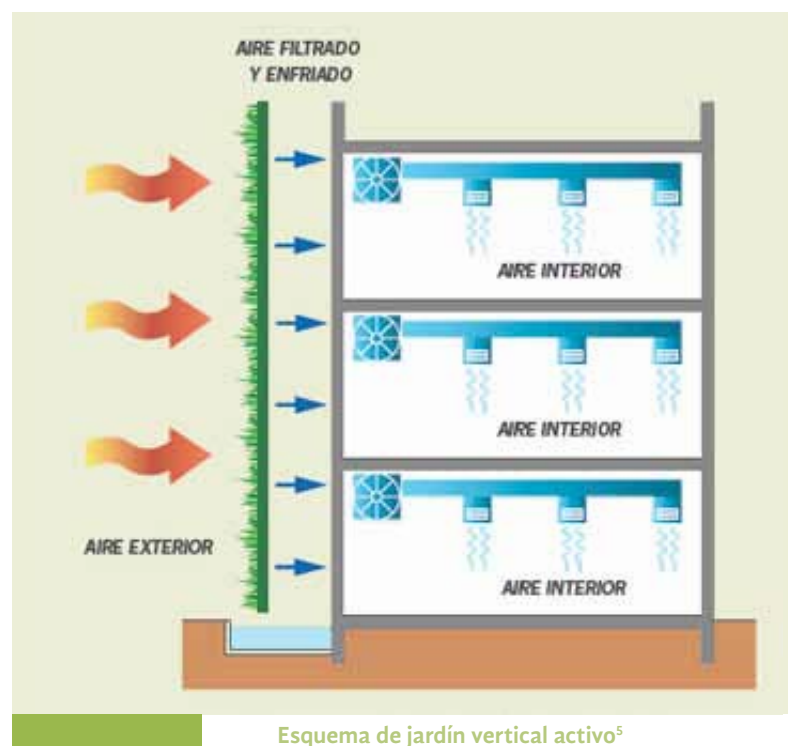 AIRE FILTRADO
Y ENFRIADO
AIRE INTERIOR
AIRE INTERIOR
AIRE EXTERIOR
AIRE INTERIOR
Esquema de jardín vertical activo⁵